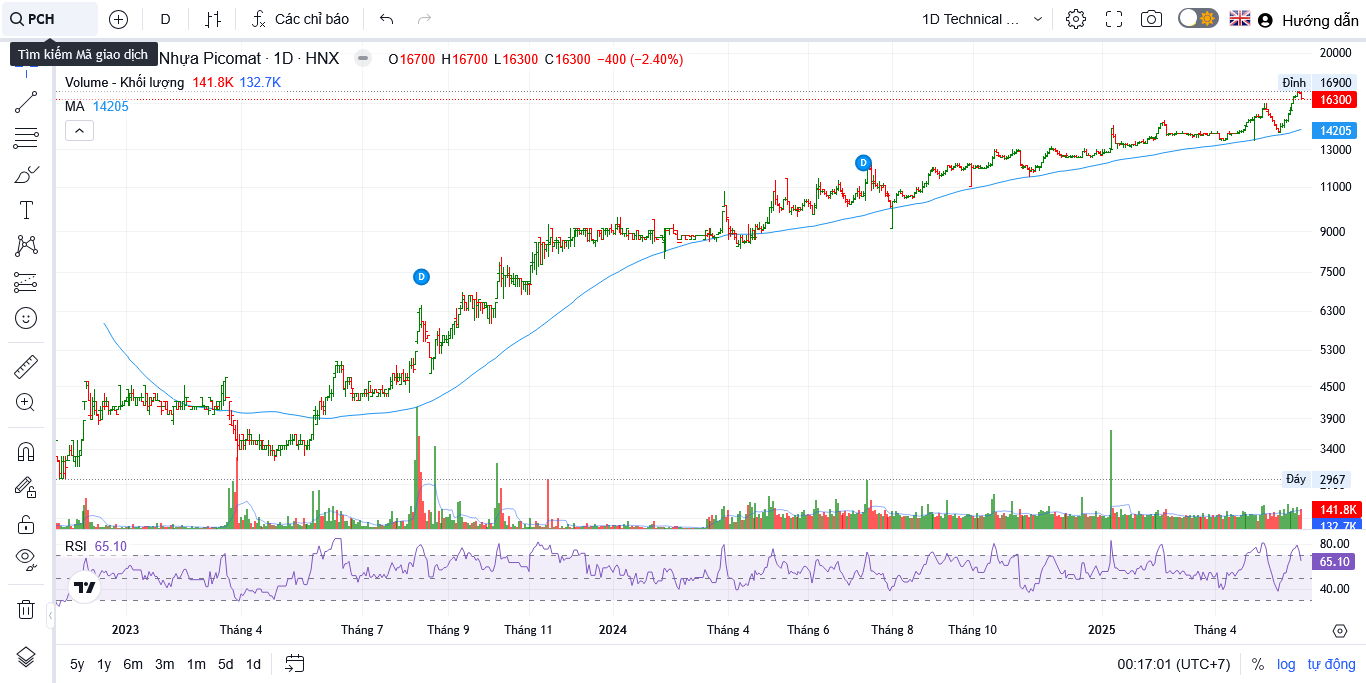 PCH
D
Các chỉ báo
1D Technical ...
Hướng dẫn
Tìm kiếm Mã giao dịch
Nhựa Picomat · 1D · HNX
O16700 H16700 L16300 C16300 −400 (−2.40%)
Volume - Khối lượng 141.8K 132.7K
MA 14205
20000
Đỉnh 16900
16300
14205
13000
11000
9000
7500
6300
5300
4500
3900
3400
Đáy 2967
141.8K
132.7K
D
D
RSI 65.10
80.00
65.10
40.00
2023
Tháng 4
Tháng 7
Tháng 9
Tháng 11
2024
Tháng 4
Tháng 6
Tháng 8
Tháng 10
2025
Tháng 4
5y 1y 6m 3m 1m 5d 1d
00:17:01 (UTC+7) % log tự động